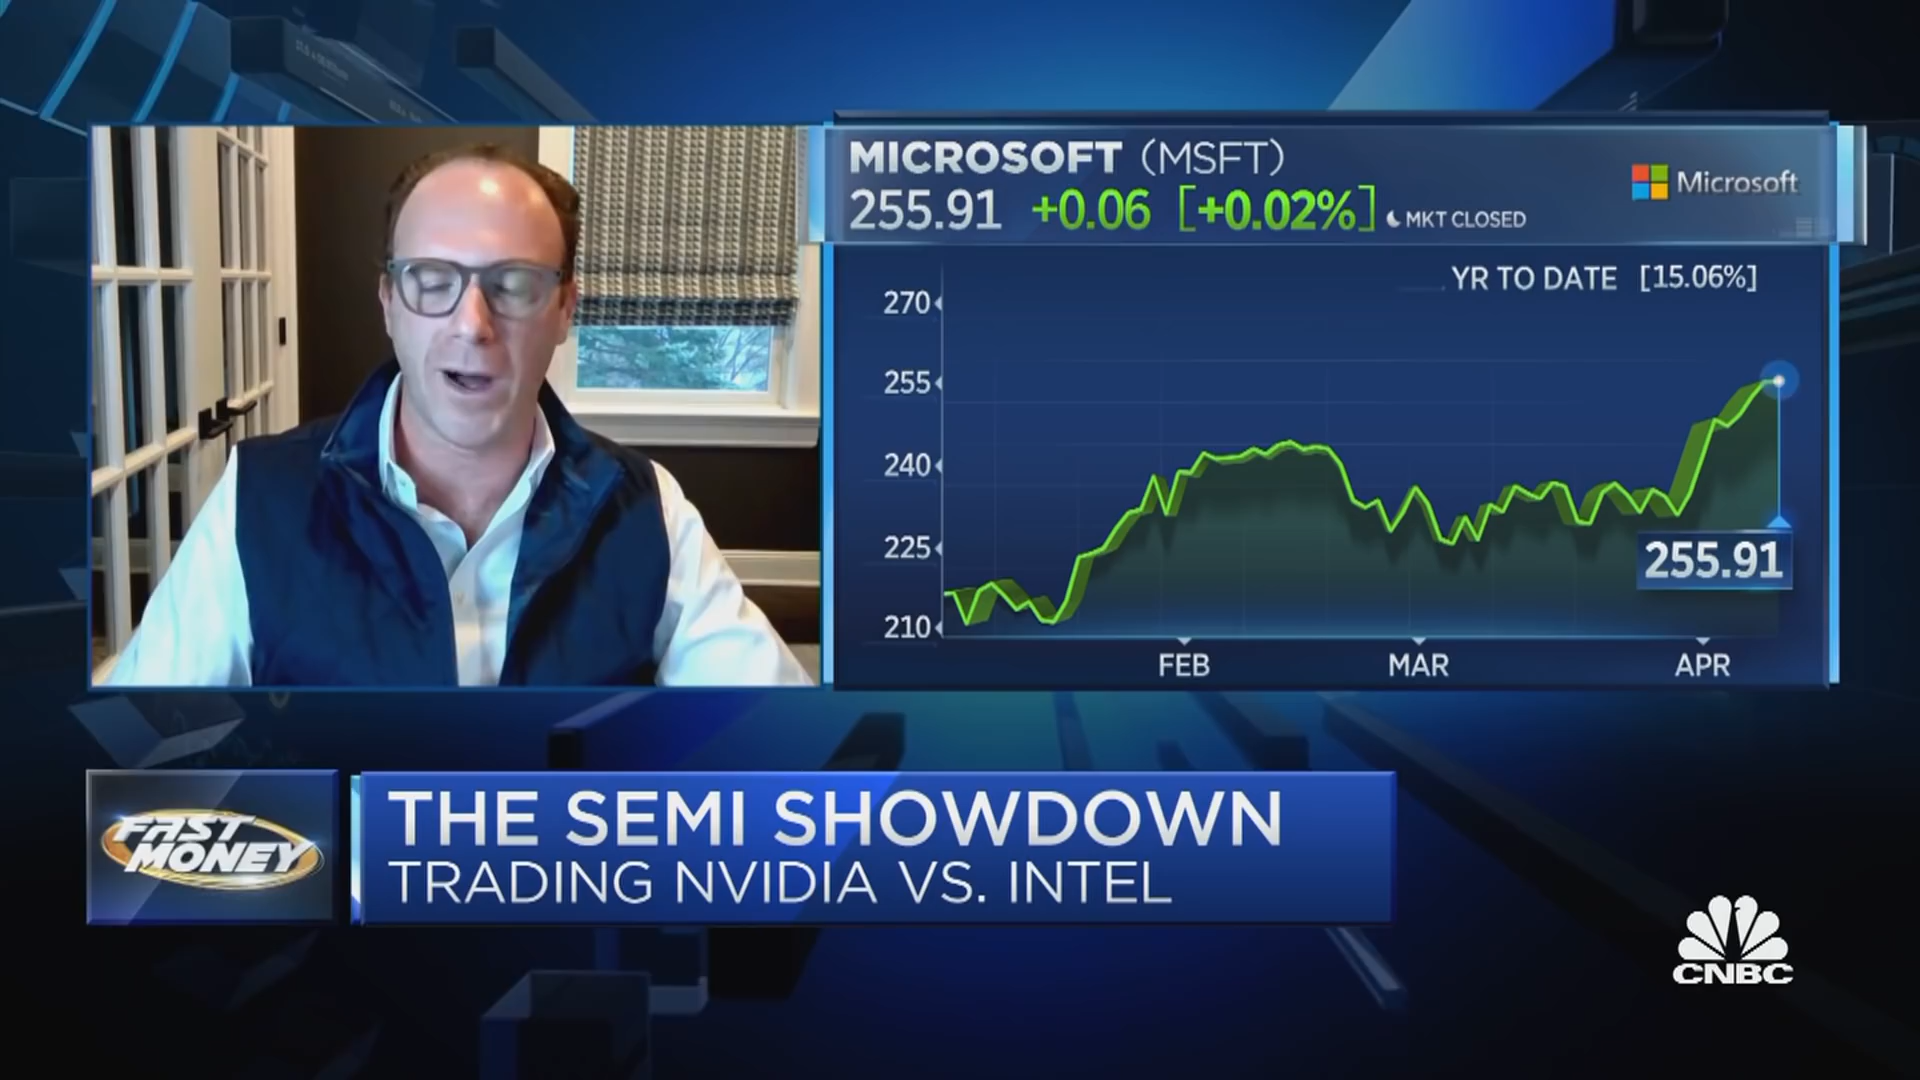 MICROSOFT (MSFT)
255.91 +0.06 [+0.02%] MKT CLOSED
Microsoft
YR TO DATE [15.06%]
270
255
240
225
210
255.91
FEB MAR APR
FAST MONEY
THE SEMI SHOWDOWN
TRADING NVIDIA VS. INTEL
CNBC